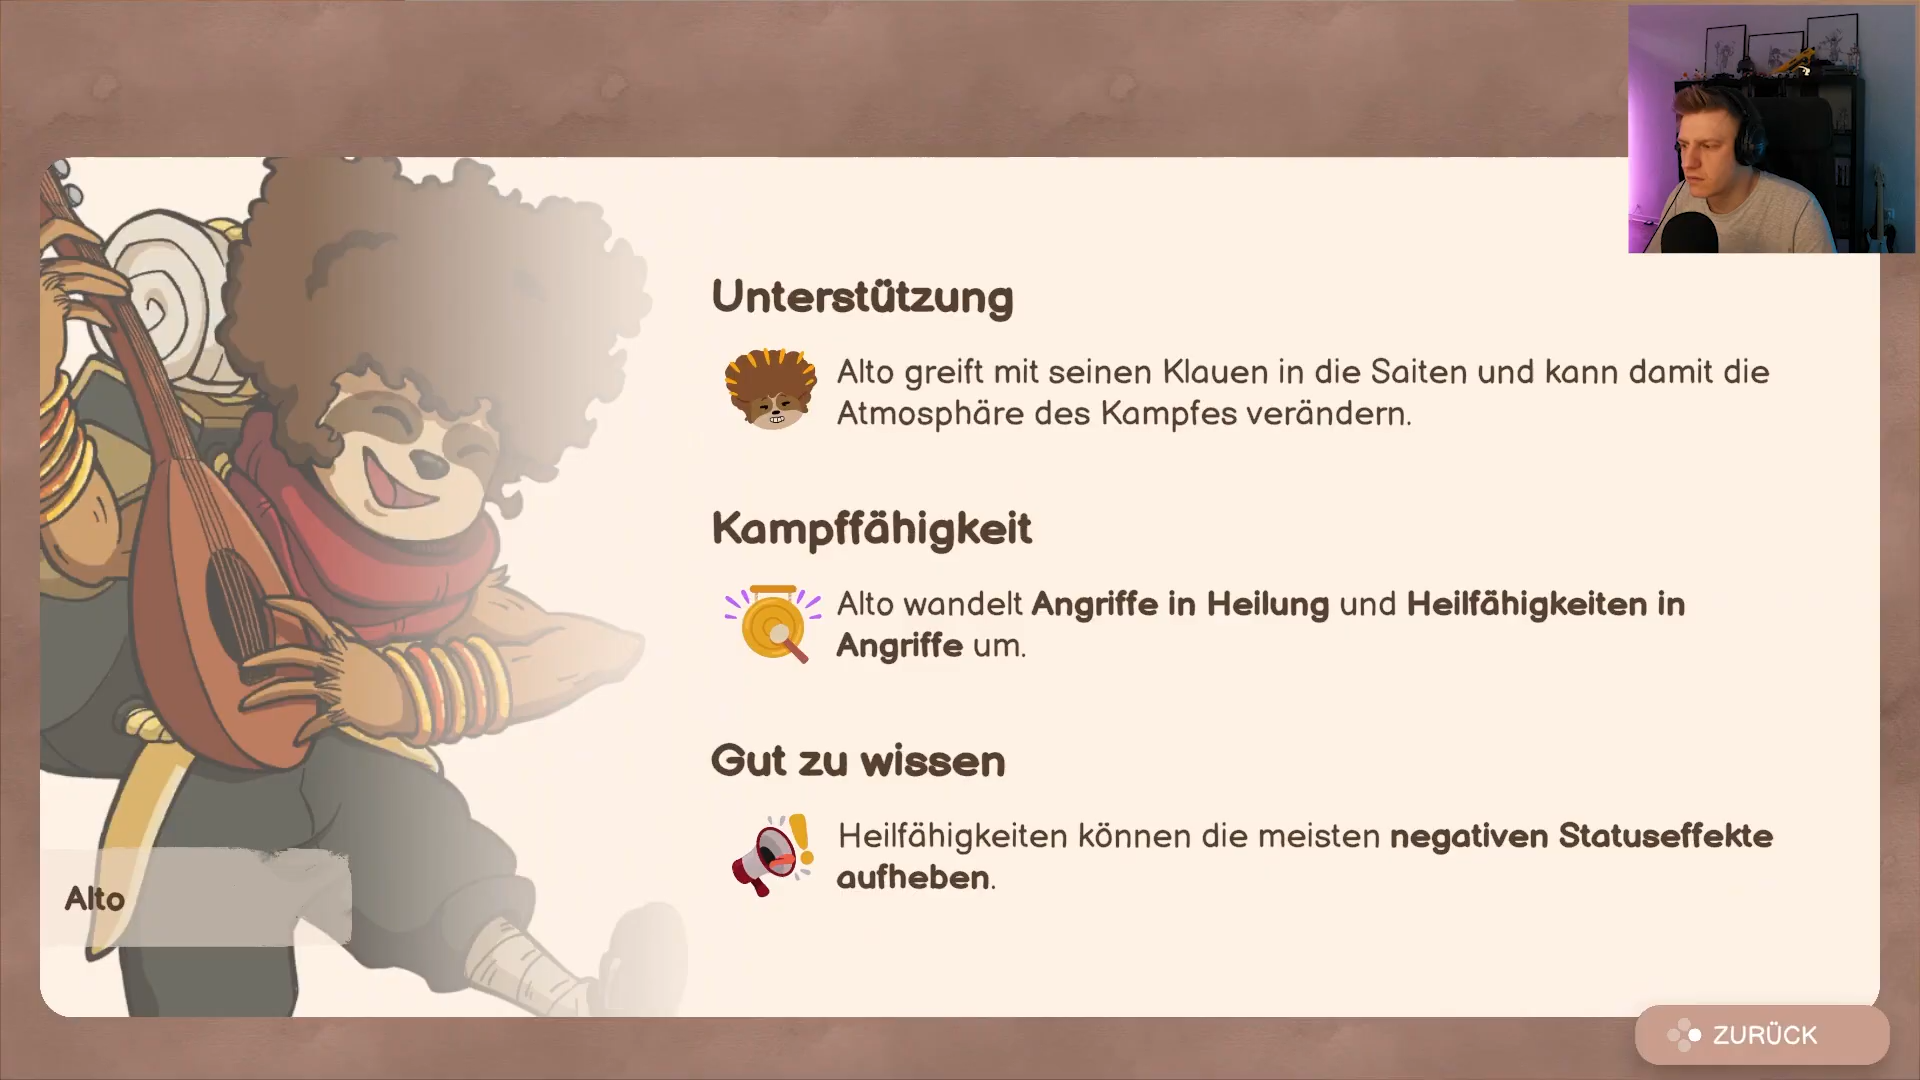 Unterstützung
Alto greift mit seinen Klauen in die Saiten und kann damit die
Atmosphäre des Kampfes verändern.
Kampffähigkeit
Alto wandelt Angriffe in Heilung und Heilfähigkeiten in
Angriffe um.
Gut zu wissen
Heilfähigkeiten können die meisten negativen Statuseffekte
aufheben.
Alto
ZURÜCK